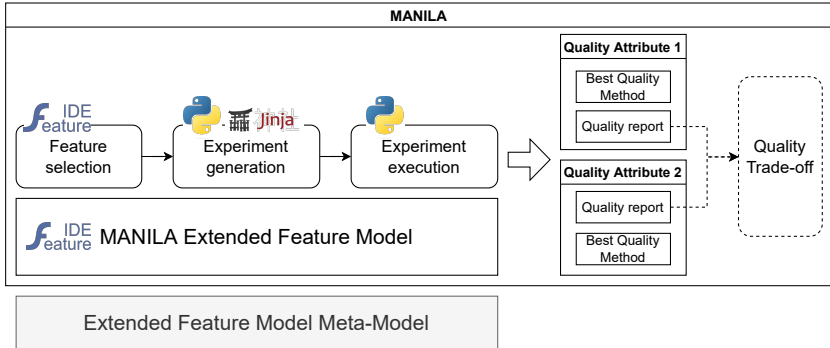 MANILA
IDE
Feature
Feature
selection
神社
Jinja
Experiment
generation
Experiment
execution
IDE
Feature
MANILA Extended Feature Model
Quality Attribute 1
Best Quality
Method
Quality report
Quality Attribute 2
Quality report
Best Quality
Method
Quality
Trade-off
Extended Feature Model Meta-Model